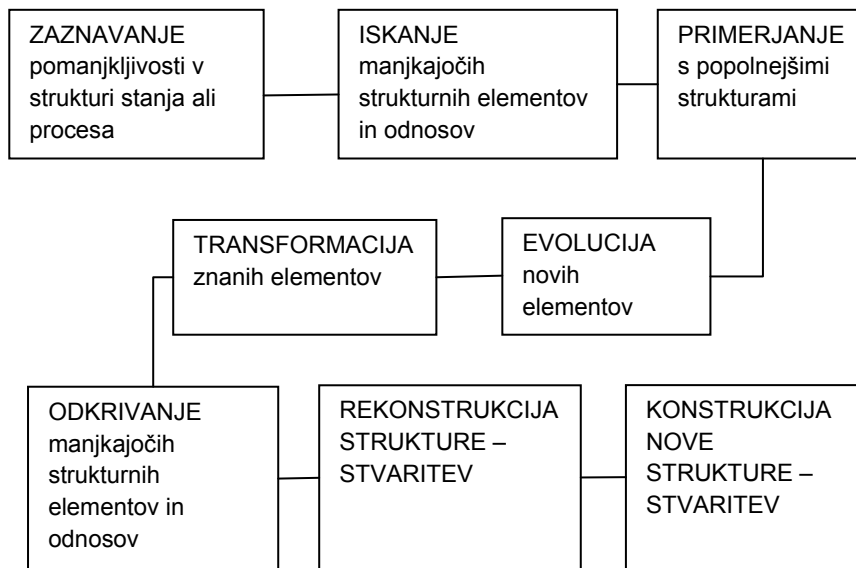 ZAZNAVANJE
pomanjkljivosti v
strukturi stanja ali
procesa
ISKANJE
manjkajočih
strukturnih elementov
in odnosov
PRIMERJANJE
s popolnejšimi
strukturami
EVOLUCIJA
novih
elementov
TRANSFORMACIJA
znanih elementov
ODKRIVANJE
manjkajočih
strukturnih
elementov in
odnosov
REKONSTRUKCIJA
STRUKTURE –
STVARITEV
KONSTRUKCIJA
NOVE
STRUKTURE –
STVARITEV